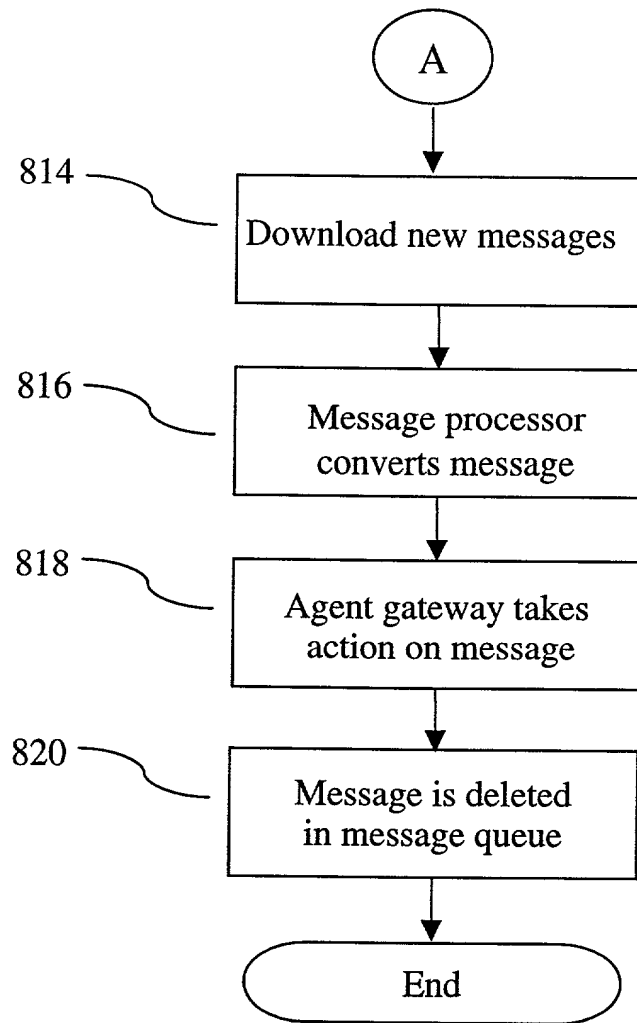 A
814
Download new messages
816
Message processor
converts message
818
Agent gateway takes
action on message
820
Message is deleted
in message queue
End